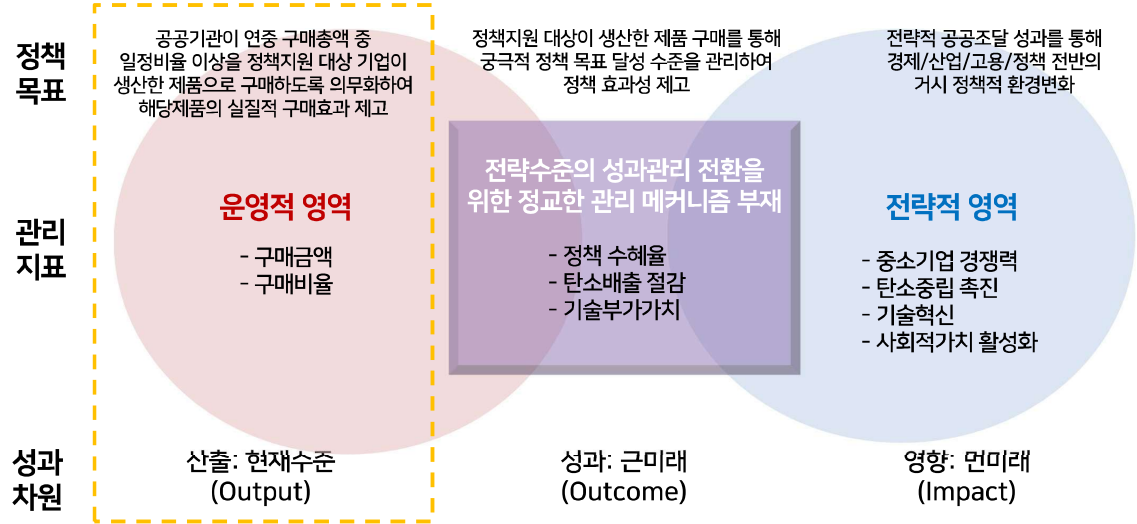 정책
목표
공공기관이 연중 구매총액 중
일정비율 이상을 정책지원 대상 기업이
생산한 제품으로 구매하도록 의무화하여
해당제품의 실질적 구매효과 제고
정책지원 대상이 생산한 제품 구매를 통해
궁극적 정책 목표 달성 수준을 관리하여
정책 효과성 제고
전략적 공공조달 성과를 통해
경제/산업/고용/정책 전반의
거시 정책적 환경변화
관리
지표
운영적 영역
- 구매금액
- 구매비율
전략수준의 성과관리 전환을
위한 정교한 관리 메커니즘 부재
- 정책 수혜율
- 탄소배출 절감
- 기술부가가치
전략적 영역
- 중소기업 경쟁력
- 탄소중립 촉진
- 기술혁신
- 사회적가치 활성화
성과
차원
산출: 현재수준
(Output)
성과: 근미래
(Outcome)
영향: 먼미래
(Impact)